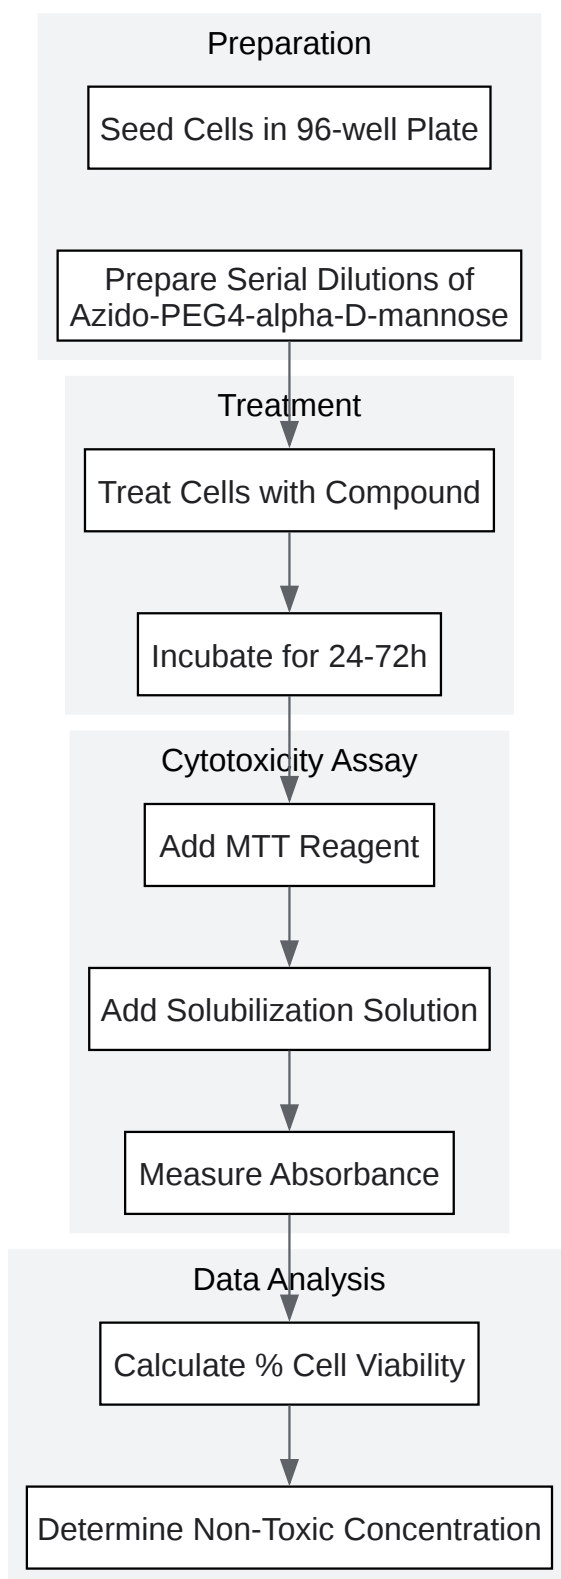 Preparation
Seed Cells in 96-well Plate
Prepare Serial Dilutions of
Azido-PEG4-alpha-D-mannose
Treatment
Treat Cells with Compound
Incubate for 24-72h
Cytotoxicity Assay
Add MTT Reagent
Add Solubilization Solution
Measure Absorbance
Data Analysis
Calculate % Cell Viability
Determine Non-Toxic Concentration